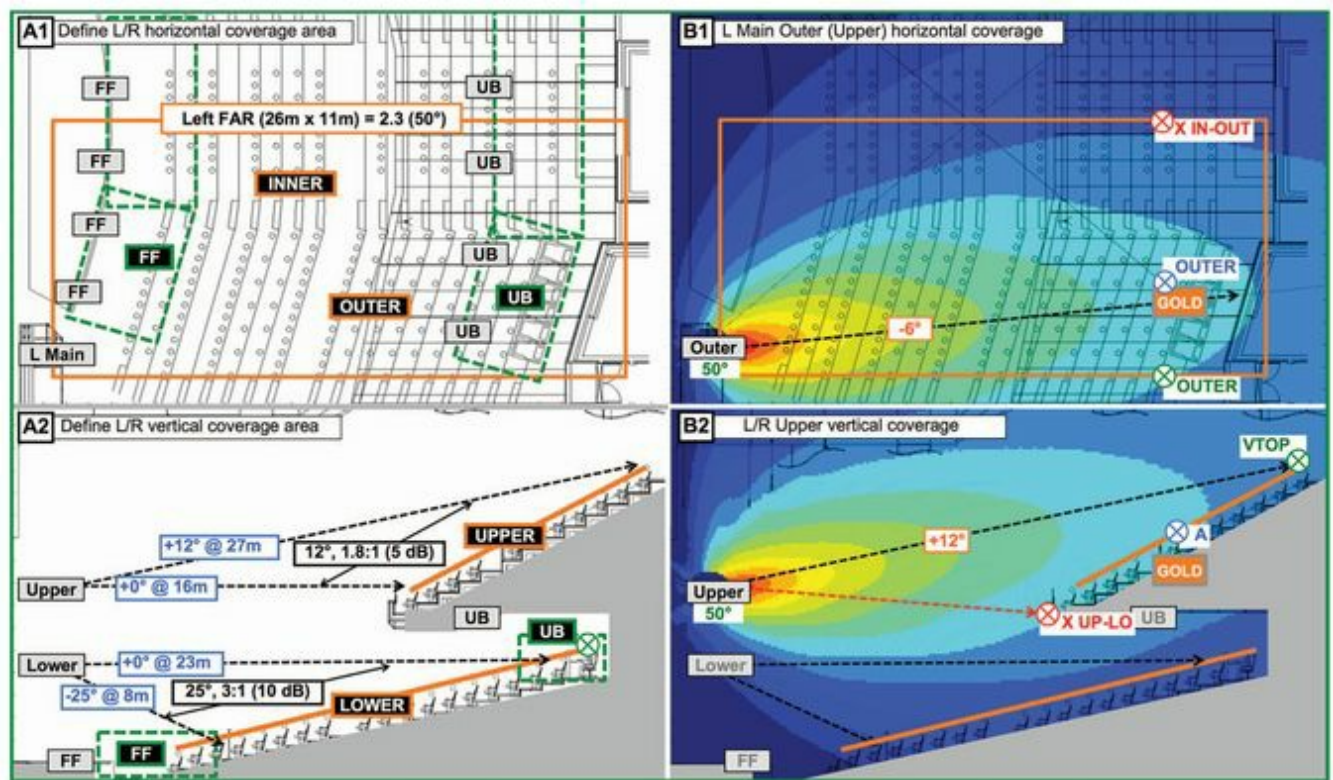 A1 Define L/R horizontal coverage area
FF
UB
Left FAR (26m x 11m) = 2.3 (50°)
FF
UB
INNER
FF
FF
UB
FF
OUTER
UB
UB
L Main
B1 L Main Outer (Upper) horizontal coverage
X IN-OUT
OUTER
GOLD
-6°
Outer
50°
OUTER
A2 Define L/R vertical coverage area
UPPER
+12° @ 27m
12°, 1.8:1 (5 dB)
Upper
+0° @ 16m
UB
UB
Lower
+0° @ 23m
-25° @ 8m
25°, 3:1 (10 dB)
LOWER
FF
FF
B2 L/R Upper vertical coverage
VTOP
+12°
A
GOLD
Upper
50°
X UP-LO
UB
Lower
FF